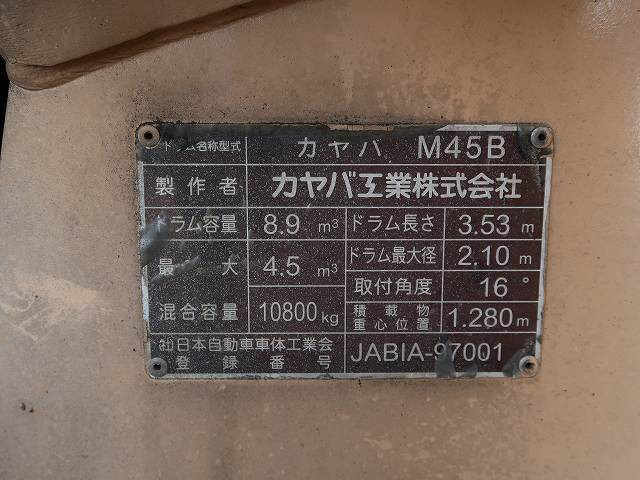 ドラム名称型式 カヤバ M45B
製作者 カヤバ工業株式会社
ドラム容量 8.9 m³ ドラム長さ 3.53 m
最大 4.5 m³ ドラム最大径 2.10 m
取付角度 16 °
混合容量 10800 kg 積載物重心位置 1.280 m
(社)日本自動車車体工業会
登録番号 JABIA-97001